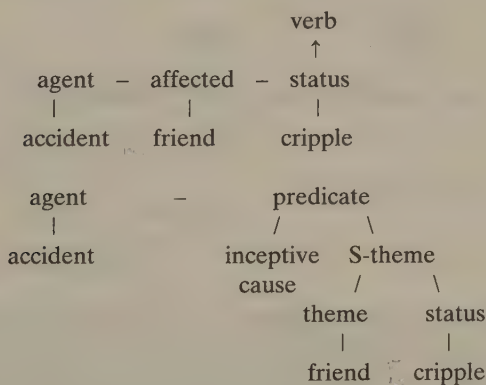 verb
↑
agent – affected – status
| | |
accident friend cripple
agent – predicate
| / \
accident inceptive S-theme
cause / \
theme status
| |
friend cripple